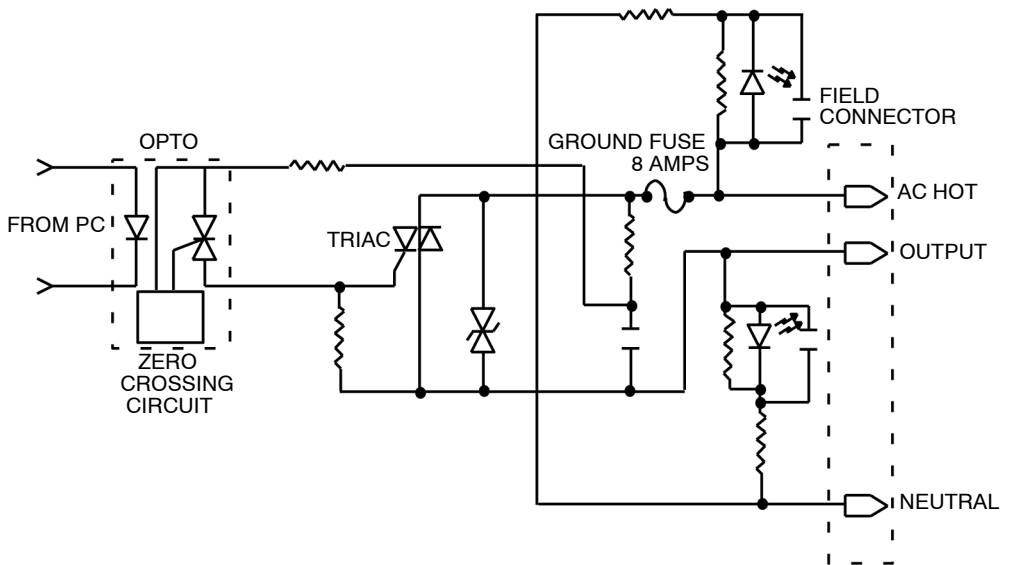 OPTO
FROM PC
ZERO
CROSSING
CIRCUIT
TRIAC
GROUND FUSE
8 AMPS
FIELD
CONNECTOR
AC HOT
OUTPUT
NEUTRAL